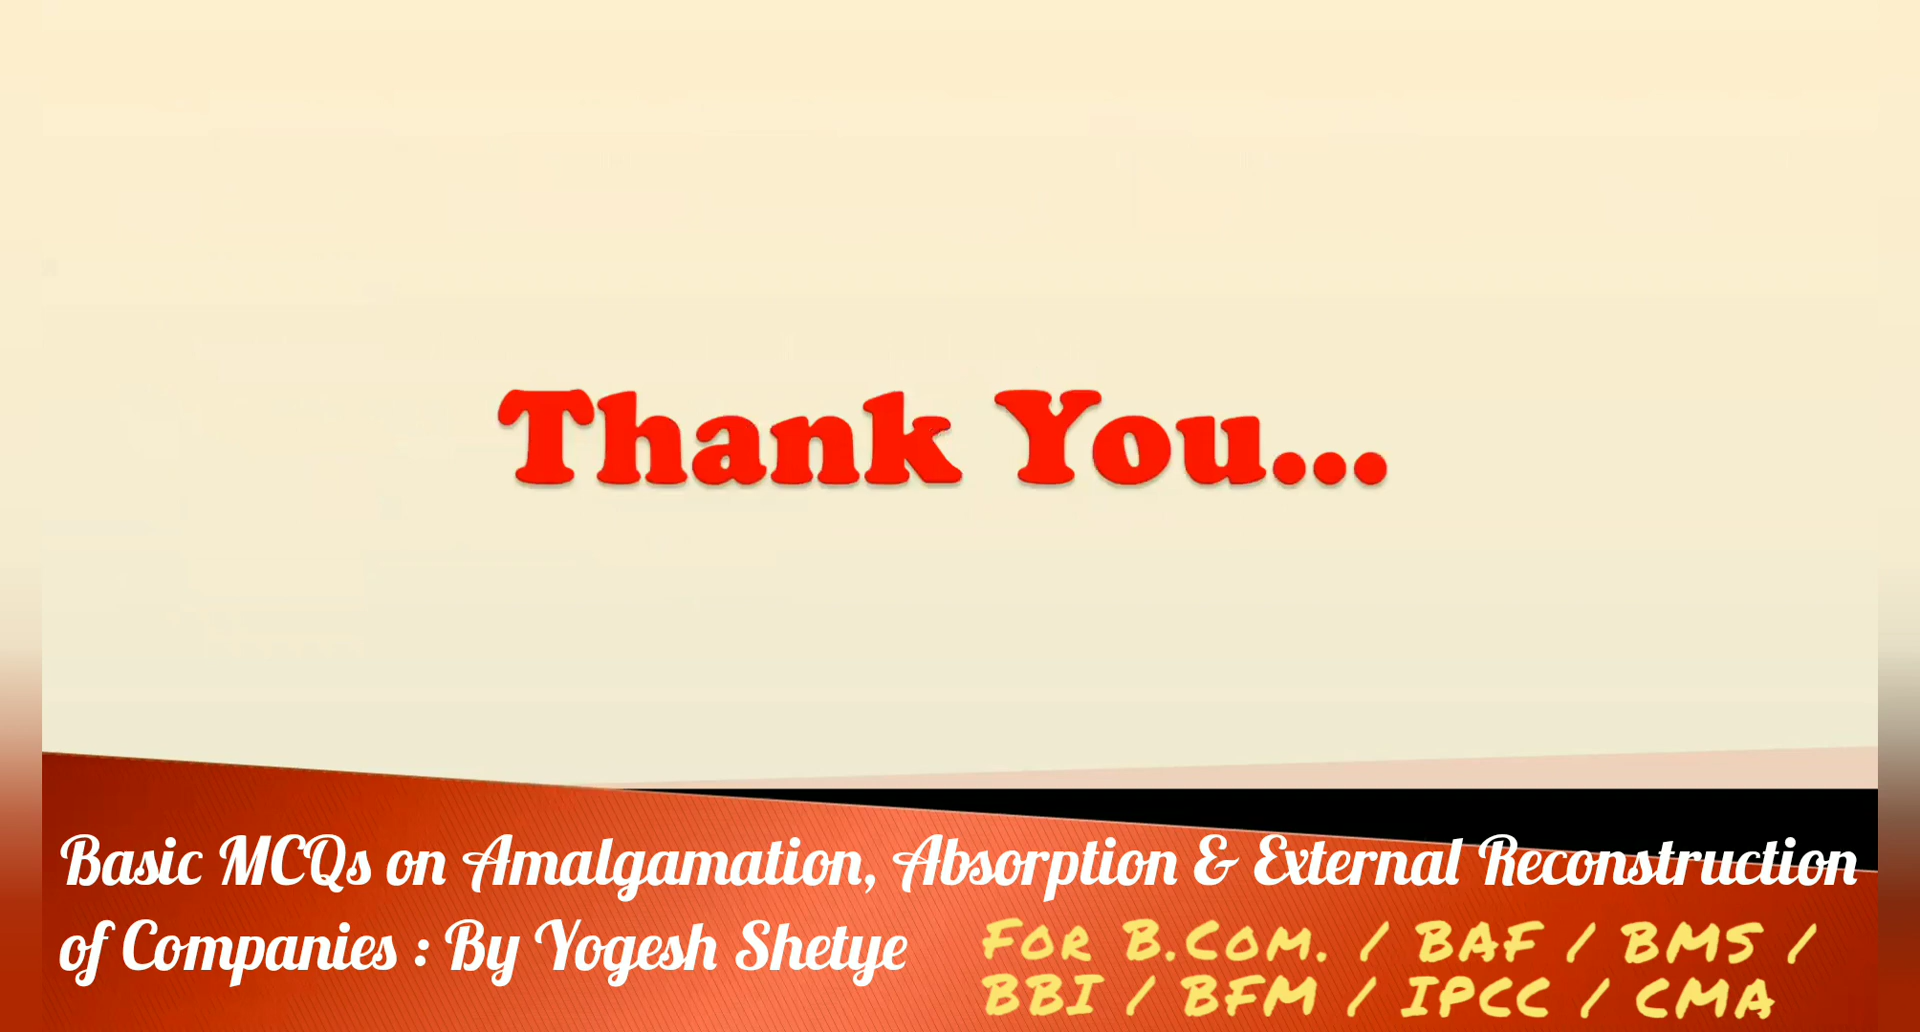 Thank You...
Basic MCQs on Amalgamation, Absorption & External Reconstruction
of Companies : By Yogesh Shetye
FOR B.COM. / BAF / BMS /
BBI / BFM / IPCC / CMA